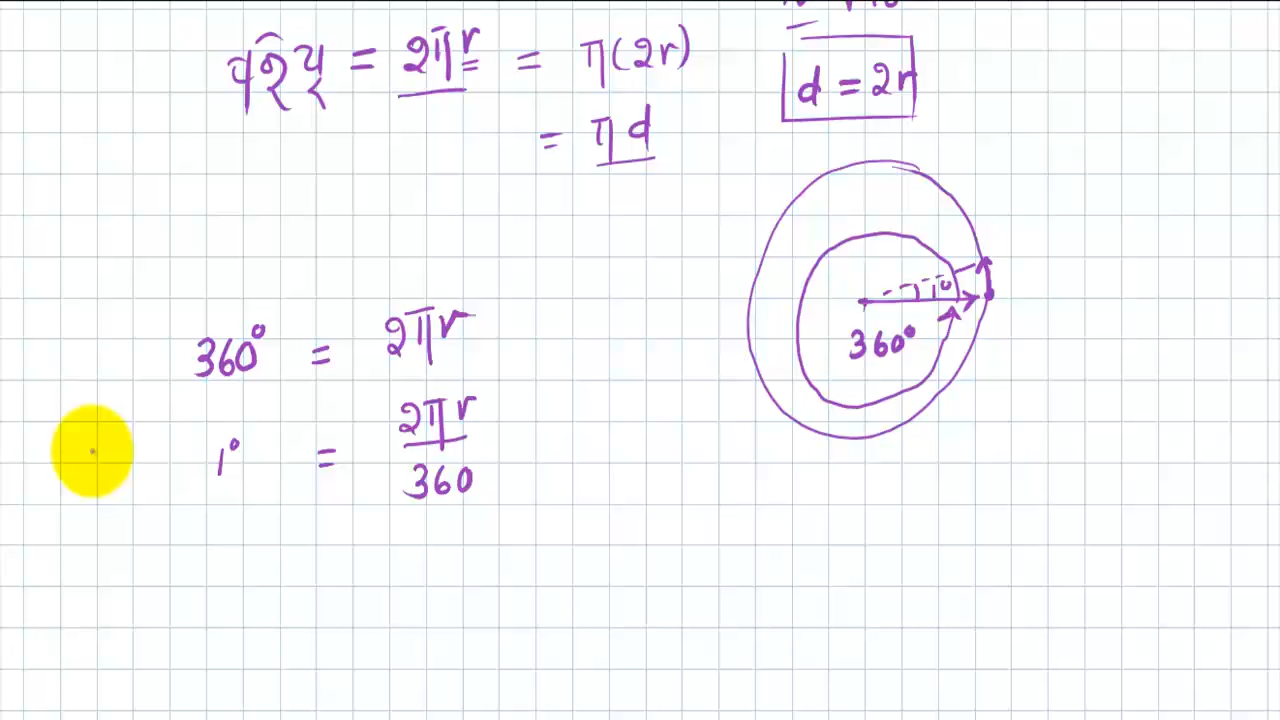 परिघ = 2πr = π(2r)
d = 2r
= πd
1°
360°
360° = 2πr
1° = 2πr/360